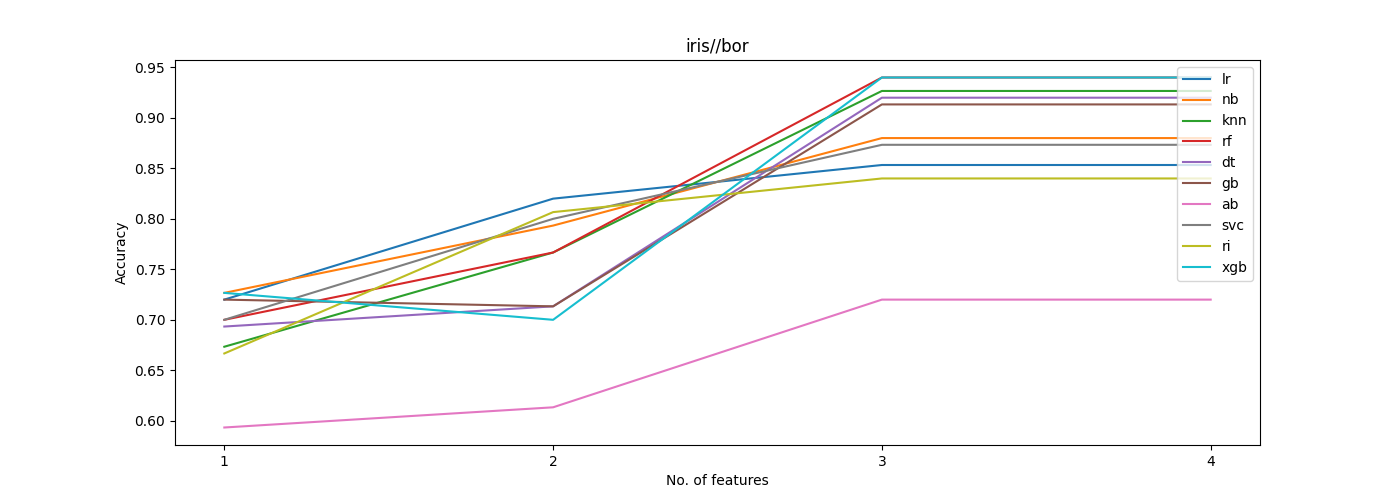 iris//bor
0.95
0.90
0.85
0.80
0.75
0.70
0.65
0.60
Accuracy
1 2 3 4
No. of features
lr
nb
knn
rf
dt
gb
ab
svc
ri
xgb